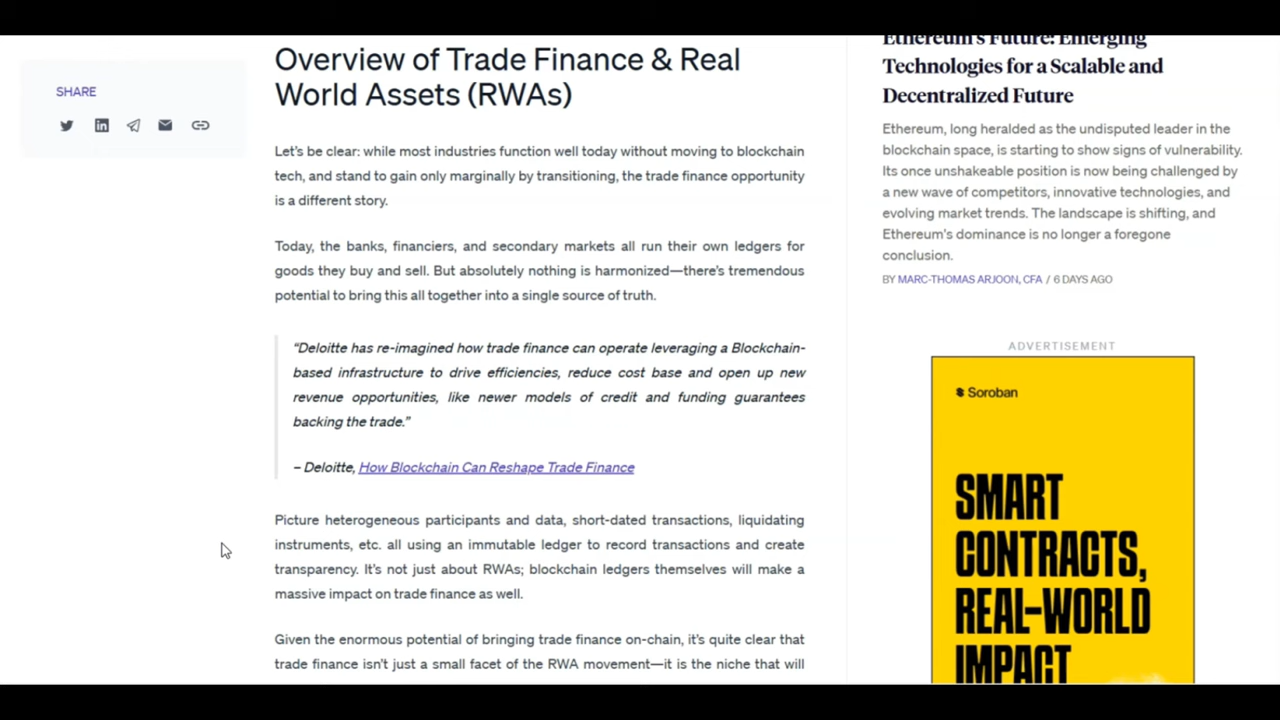 SHARE
Overview of Trade Finance & Real
World Assets (RWAs)
Let's be clear: while most industries function well today without moving to blockchain
tech, and stand to gain only marginally by transitioning, the trade finance opportunity
is a different story.
Today, the banks, financiers, and secondary markets all run their own ledgers for
goods they buy and sell. But absolutely nothing is harmonized—there's tremendous
potential to bring this all together into a single source of truth.
“Deloitte has re-imagined how trade finance can operate leveraging a Blockchain-
based infrastructure to drive efficiencies, reduce cost base and open up new
revenue opportunities, like newer models of credit and funding guarantees
backing the trade.”
– Deloitte, How Blockchain Can Reshape Trade Finance
Picture heterogeneous participants and data, short-dated transactions, liquidating
instruments, etc. all using an immutable ledger to record transactions and create
transparency. It's not just about RWAs; blockchain ledgers themselves will make a
massive impact on trade finance as well.
Given the enormous potential of bringing trade finance on-chain, it's quite clear that
trade finance isn't just a small facet of the RWA movement—it is the niche that will
Ethereum's Future: Emerging
Technologies for a Scalable and
Decentralized Future
Ethereum, long heralded as the undisputed leader in the
blockchain space, is starting to show signs of vulnerability.
Its once unshakeable position is now being challenged by
a new wave of competitors, innovative technologies, and
evolving market trends. The landscape is shifting, and
Ethereum's dominance is no longer a foregone
conclusion.
BY MARC-THOMAS ARJOON, CFA / 6 DAYS AGO
ADVERTISEMENT
Soroban
SMART
CONTRACTS,
REAL-WORLD
IMPACT